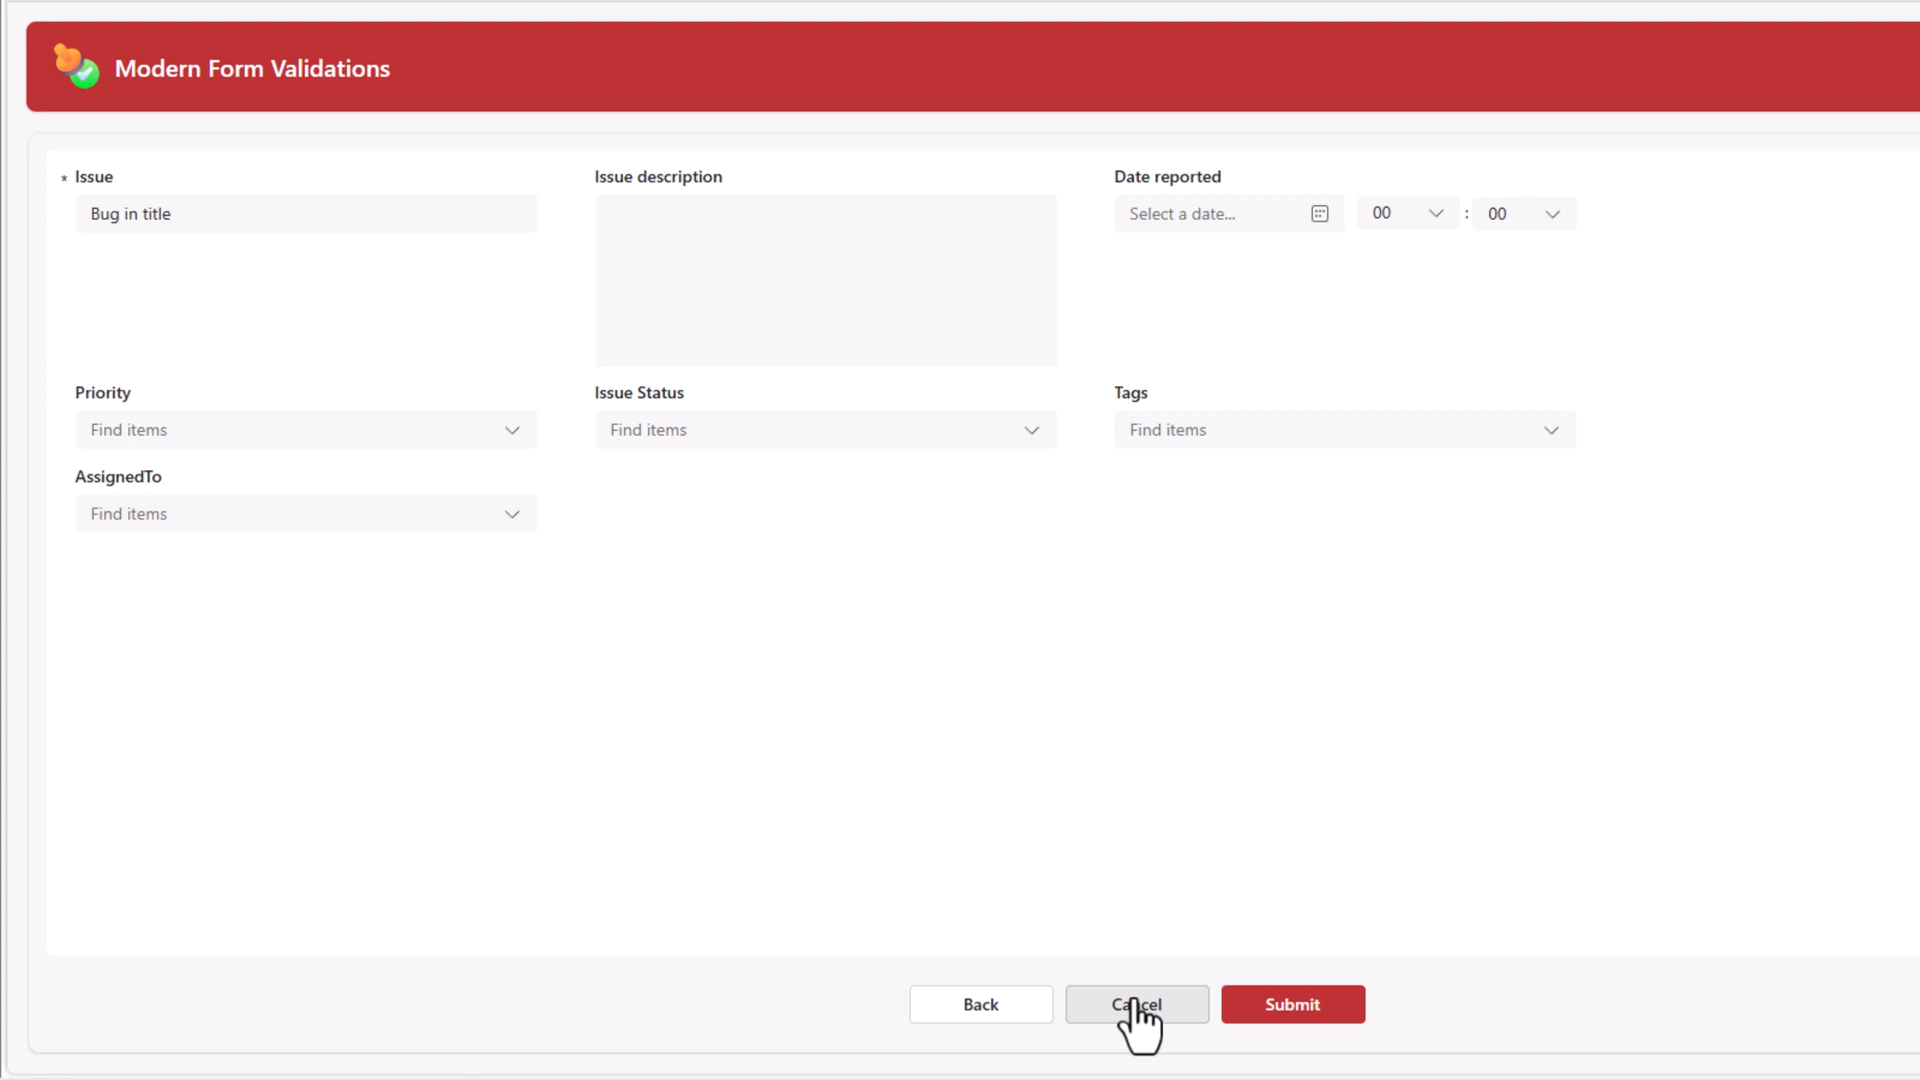 Modern Form Validations
* Issue
Issue description
Date reported
Bug in title
Select a date...
00
:
00
Priority
Issue Status
Tags
Find items
Find items
Find items
AssignedTo
Find items
Back
Cancel
Submit